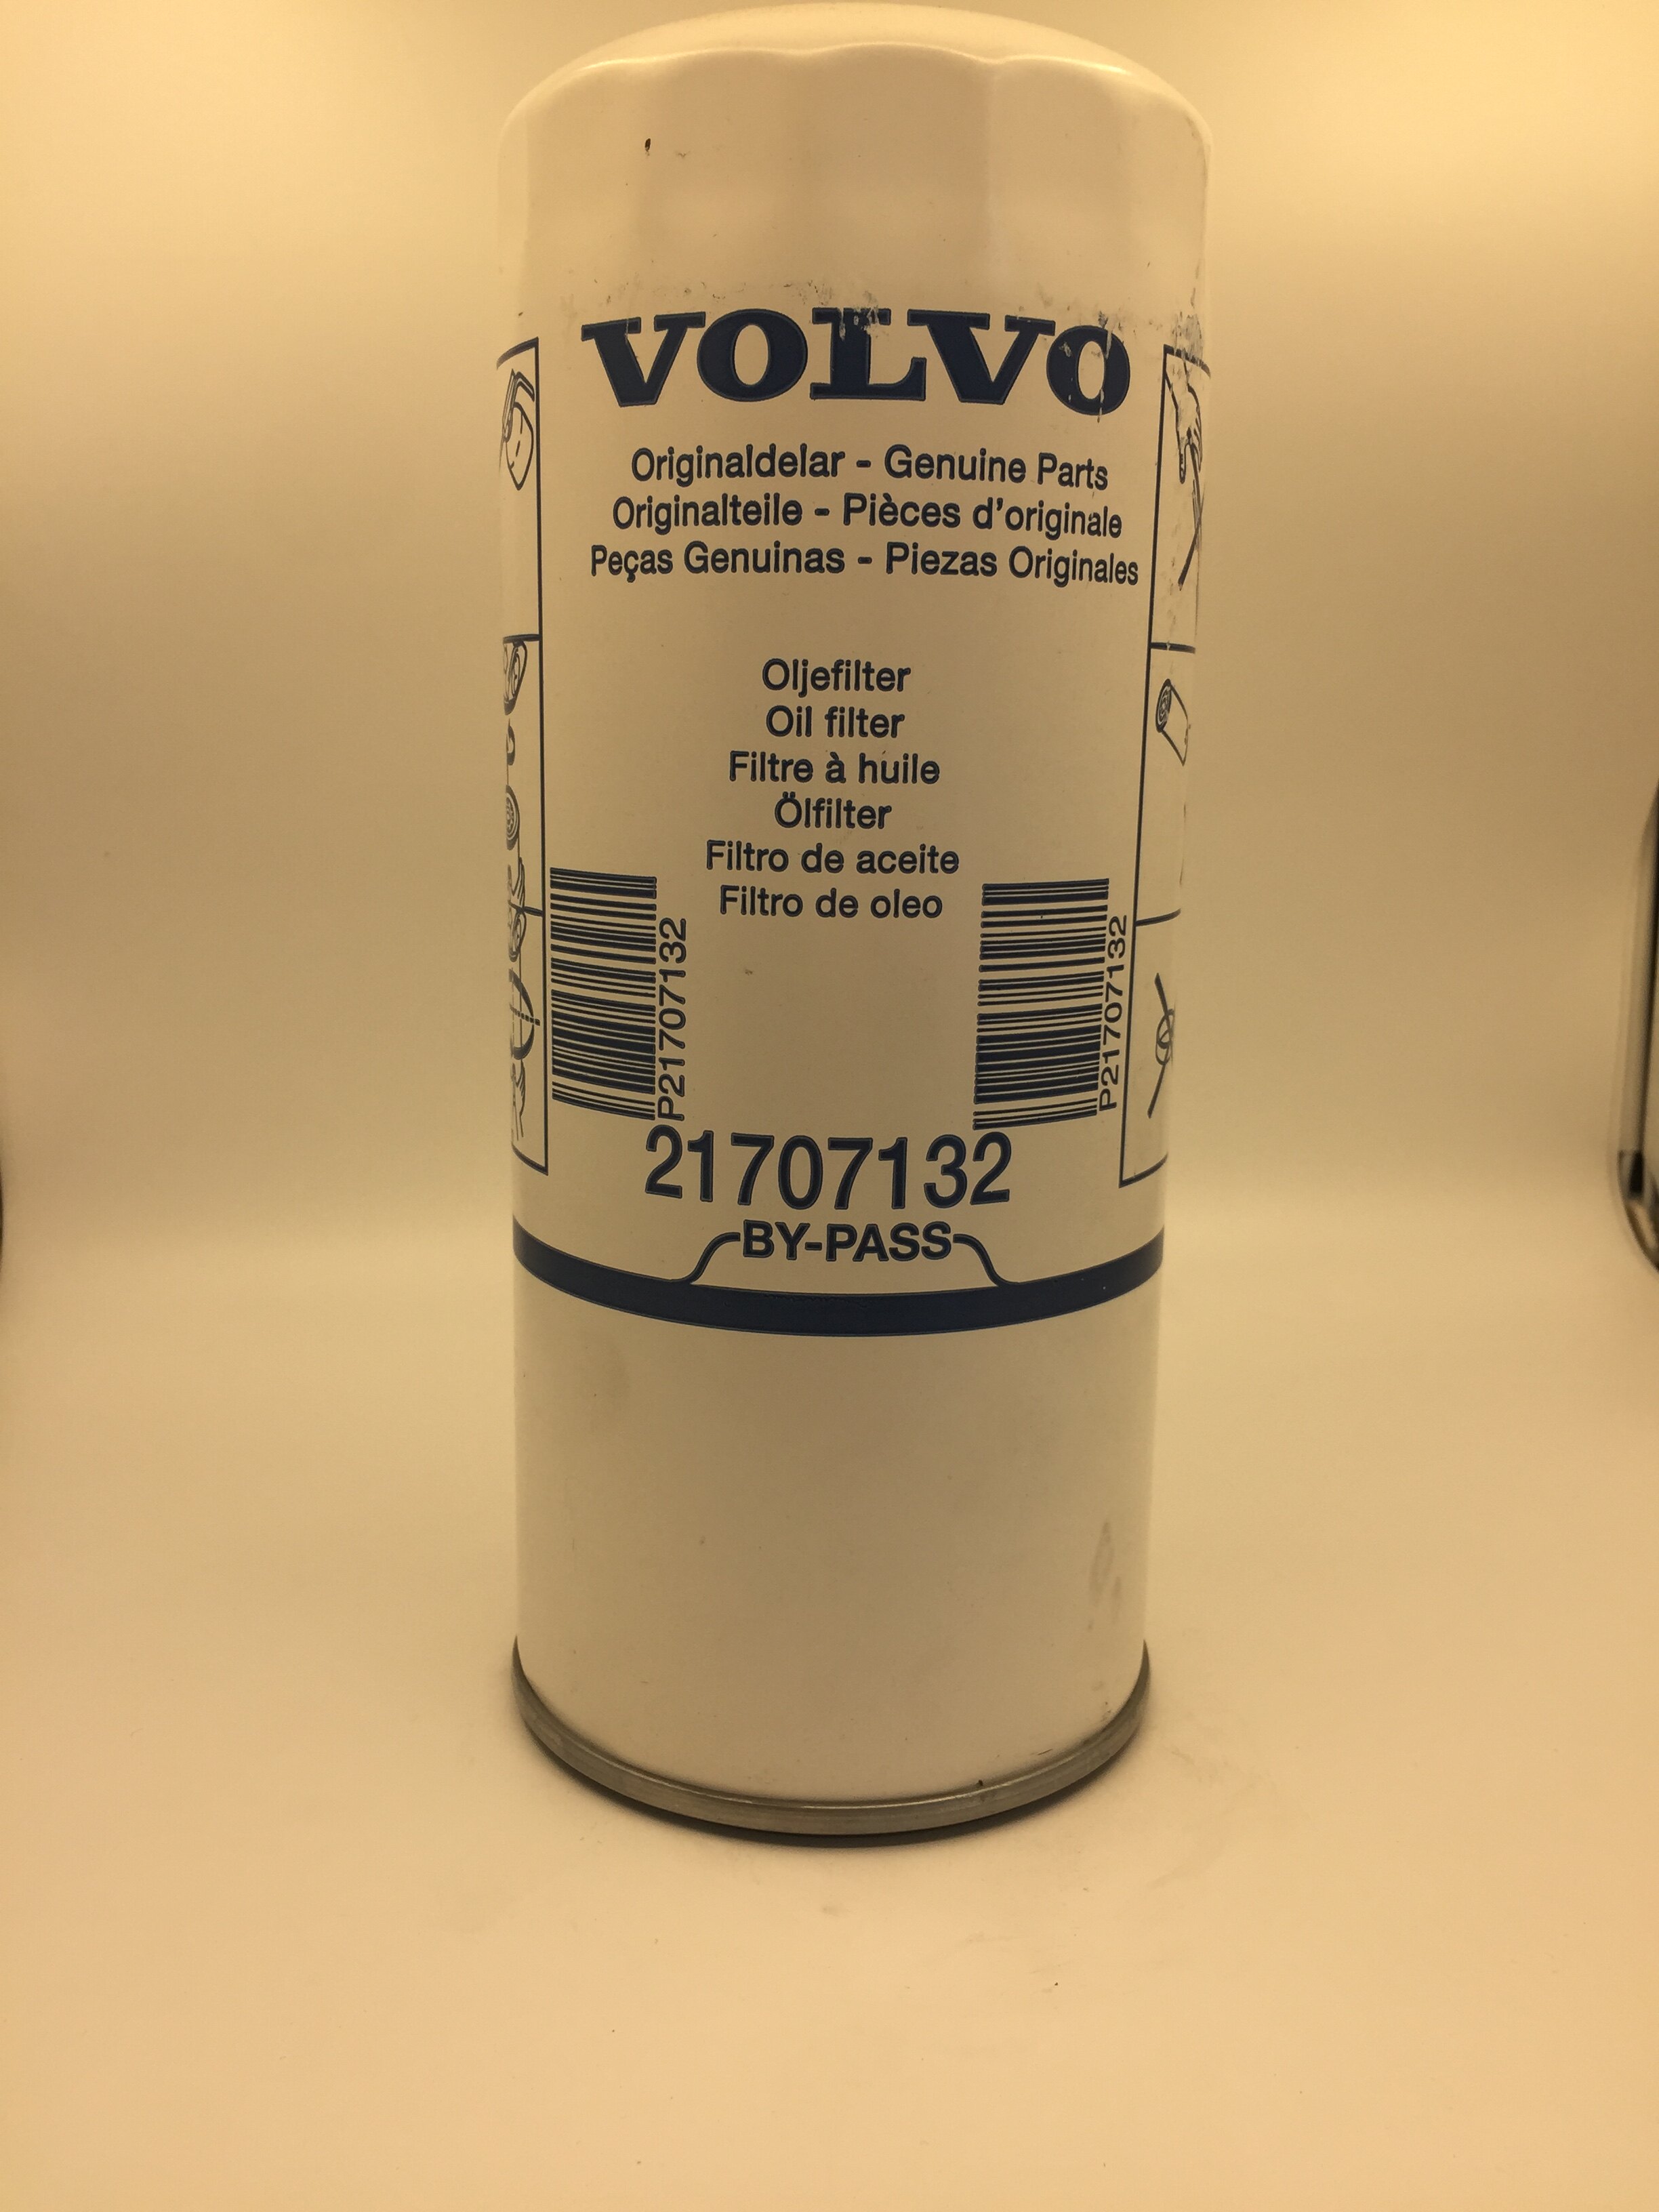 VOLVO
Originaldelar - Genuine Parts
Originalteile - Pièces d'originale
Peças Genuinas - Piezas Originales
Oljefilter
Oil filter
Filtre à huile
Ölfilter
Filtro de aceite
Filtro de oleo
P21707132
P21707132
21707132
BY-PASS